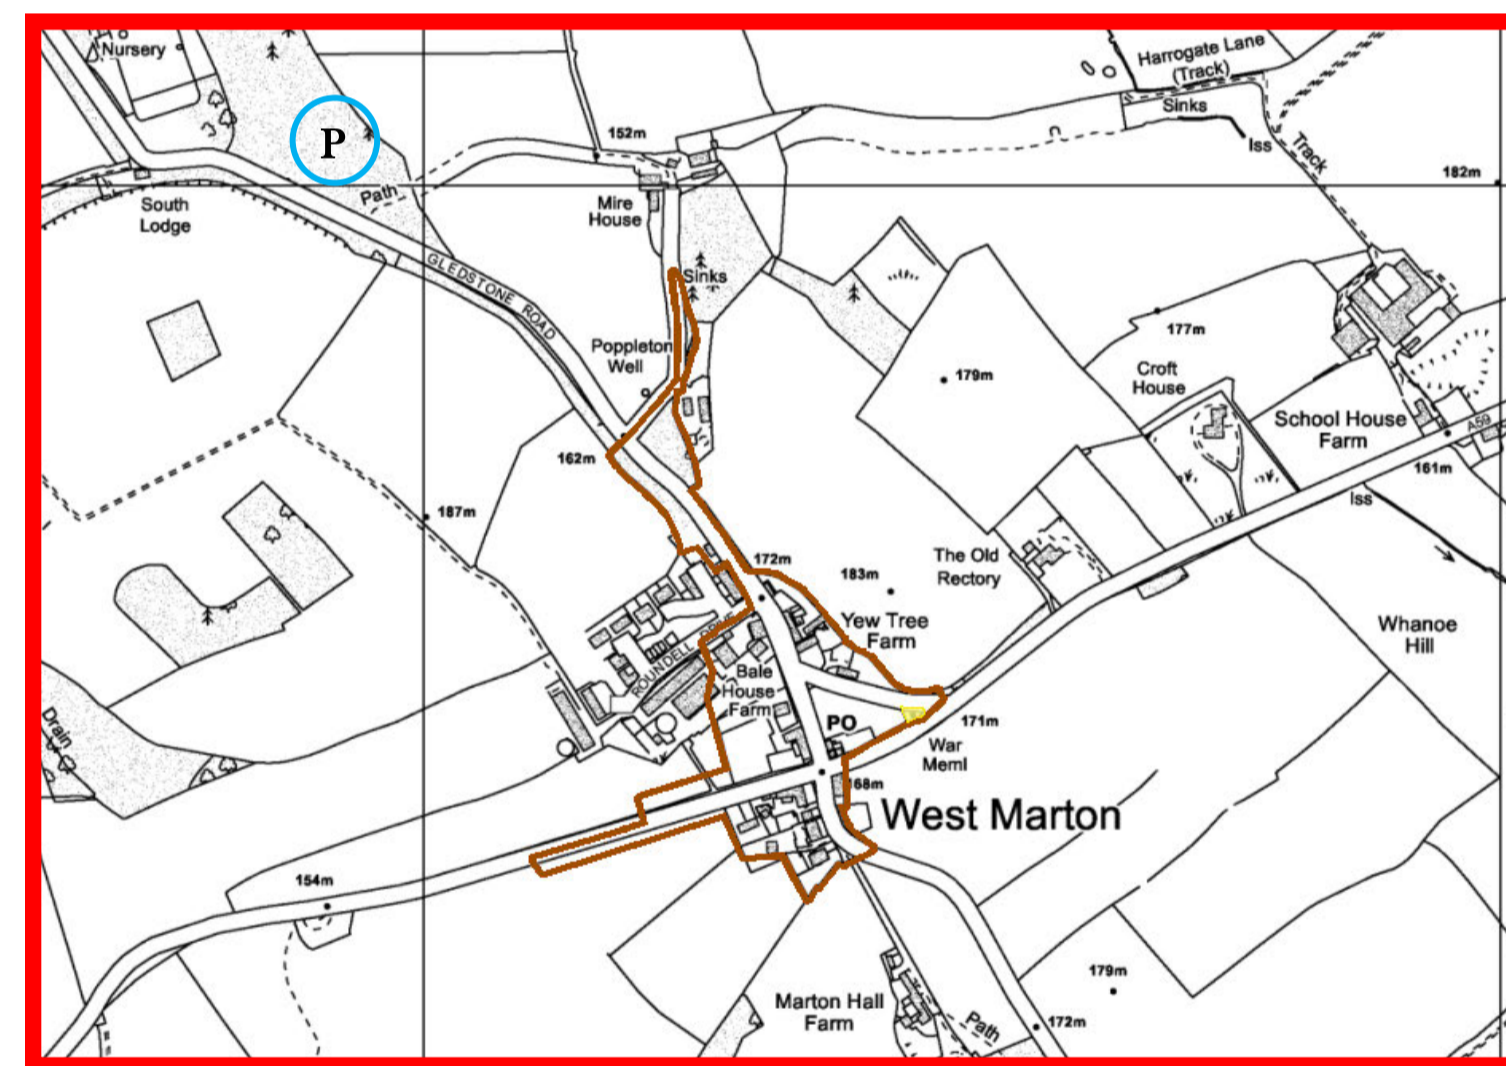 Nursery
Harrogate Lane
(Track)
Sinks
P
152m
Iss
Track
182m
Path
South
Lodge
Mire
House
GLEDSTONE ROAD
Sinks
177m
Poppleton
Well
179m
Croft
House
School House
Farm
A59
162m
161m
Iss
187m
172m
183m
The Old
Rectory
Yew Tree
Farm
Whanoe
Hill
ROUNDELL DRIVE
Bale
House
Farm
Drain
PO
171m
War
Meml
168m
West Marton
154m
179m
Marton Hall
Farm
Path
172m